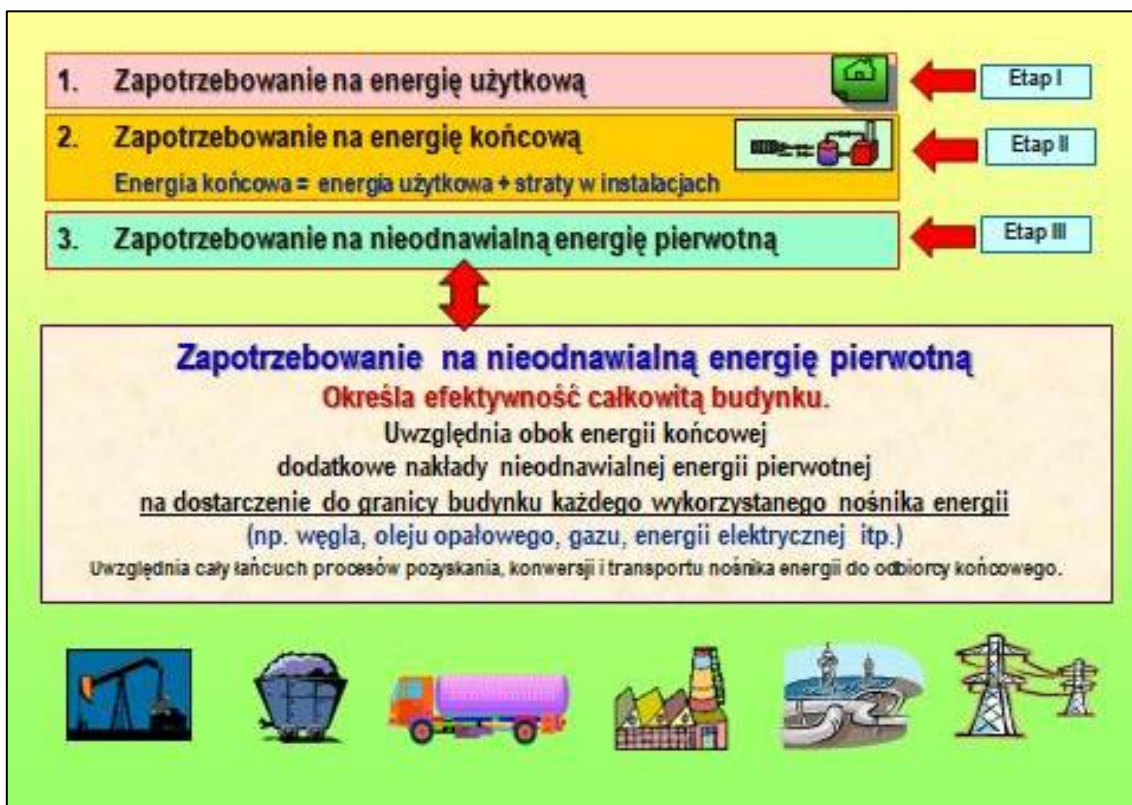 1. Zapotrzebowanie na energię użytkową
Etap I
2. Zapotrzebowanie na energię końcową
Energia końcowa = energia użytkowa + straty w instalacjach
Etap II
3. Zapotrzebowanie na nieodnawialną energię pierwotną
Etap III
Zapotrzebowanie na nieodnawialną energię pierwotną
Określa efektywność całkowitą budynku.
Uwzględnia obok energii końcowej
dodatkowe nakłady nieodnawialnej energii pierwotnej
na dostarczenie do granicy budynku każdego wykorzystanego nośnika energii
(np. węgla, oleju opałowego, gazu, energii elektrycznej itp.)
Uwzględnia cały łańcuch procesów pozyskania, konwersji i transportu nośnika energii do odbiorcy końcowego.